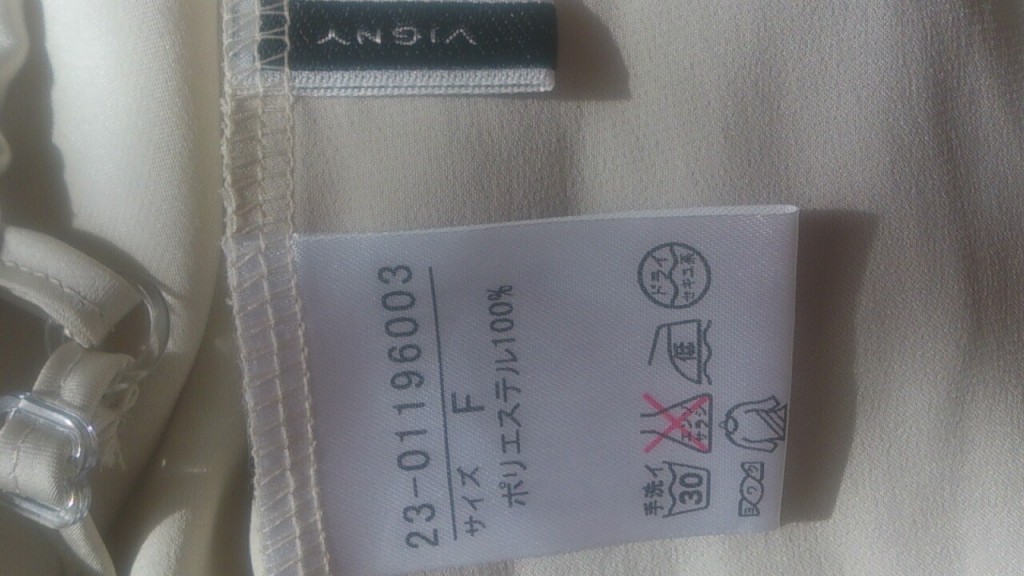 VIGNY
23-01196003
サイズ F
ポリエステル100%
手洗イ
30
エンソ
サラシ
低
ドライ
セキユ系